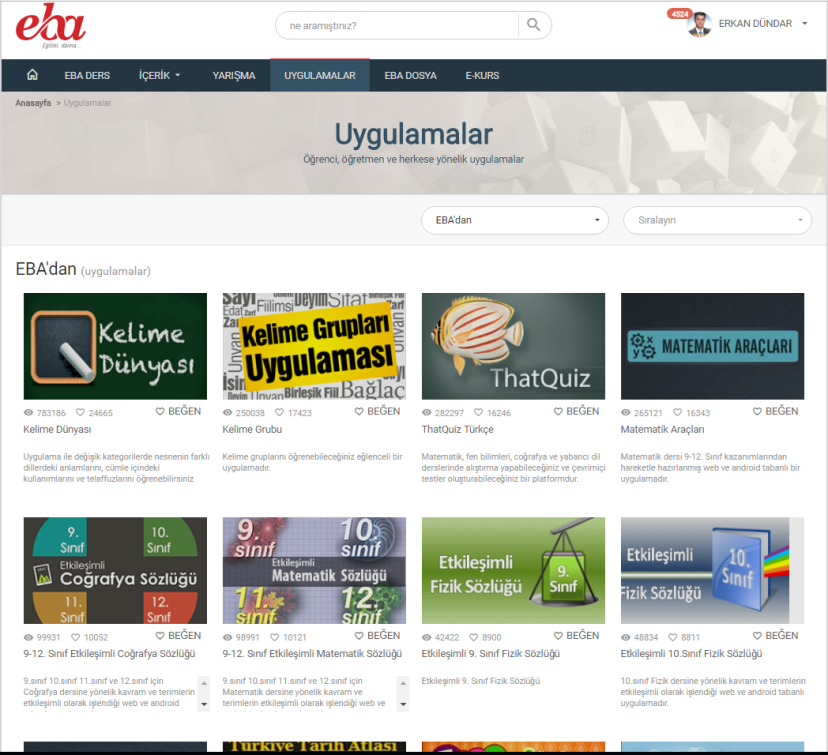 eba
Eğitim, daima...
ne aramıştınız?
4524
ERKAN DÜNDAR
EBA DERS
İÇERİK
YARIŞMA
UYGULAMALAR
EBA DOSYA
E-KURS
Anasayfa > Uygulamalar
Uygulamalar
Öğrenci, öğretmen ve herkese yönelik uygulamalar
EBA'dan
Sıralayın
EBA'dan (uygulamalar)
Kelime
Dünyası
783186 24665 BEĞEN
Kelime Dünyası
Uygulama ile değişik kategorilerde nesnenin farklı
dillerdeki anlamlarını, cümle içindeki
kullanımlarını ve telaffuzlarını öğrenebilirsiniz
Sayı
Deyim Sıfat
Edat Zarf Fiilimsi
Zarf
Unvan
Kelime Grupları
Uygulaması
Unvan
İsim
Unvan Birleşik Fiil Bağlaç
250038 17423 BEĞEN
Kelime Grubu
Kelime gruplarını öğrenebileceğiniz eğlenceli bir
uygulamadır.
ThatQuiz
282297 16246 BEĞEN
ThatQuiz Türkçe
Matematik, fen bilimleri, coğrafya ve yabancı dil
derslerinde alıştırma yapabileceğiniz ve çevrimiçi
testler oluşturabileceğiniz bir platformdur.
x
y
MATEMATİK ARAÇLARI
265121 16343 BEĞEN
Matematik Araçları
Matematik dersi 9-12. Sınıf kazanımlarından
hareketle hazırlanmış web ve android tabanlı bir
uygulamadır.
9.
Sınıf
10.
Sınıf
Etkileşimli
Coğrafya Sözlüğü
11.
Sınıf
12.
Sınıf
99931 10052 BEĞEN
9-12. Sınıf Etkileşimli Coğrafya Sözlüğü
9.sınıf 10.sınıf 11.sınıf ve 12.sınıf için
Coğrafya dersine yönelik kavram ve terimlerin
etkileşimli olarak işlendiği web ve android
9.
sınıf
10.
sınıf
Etkileşimli
Matematik Sözlüğü
11.
sınıf
12.
sınıf
98991 10121 BEĞEN
9-12. Sınıf Etkileşimli Matematik Sözlüğü
9.sınıf 10.sınıf 11.sınıf ve 12.sınıf için
Matematik dersine yönelik kavram ve
terimlerin etkileşimli olarak işlendiği web ve
Etkileşimli
Fizik Sözlüğü
9.
Sınıf
42422 8900 BEĞEN
Etkileşimli 9. Sınıf Fizik Sözlüğü
Etkileşimli 9. Sınıf Fizik Sözlüğü
Etkileşimli
Fizik Sözlüğü
10.
Sınıf
48834 8811 BEĞEN
Etkileşimli 10.Sınıf Fizik Sözlüğü
10.sınıf Fizik dersine yönelik kavram ve terimlerin
etkileşimli olarak işlendiği web ve android tabanlı
uygulamadır.
Türkiye Tarih Atlası